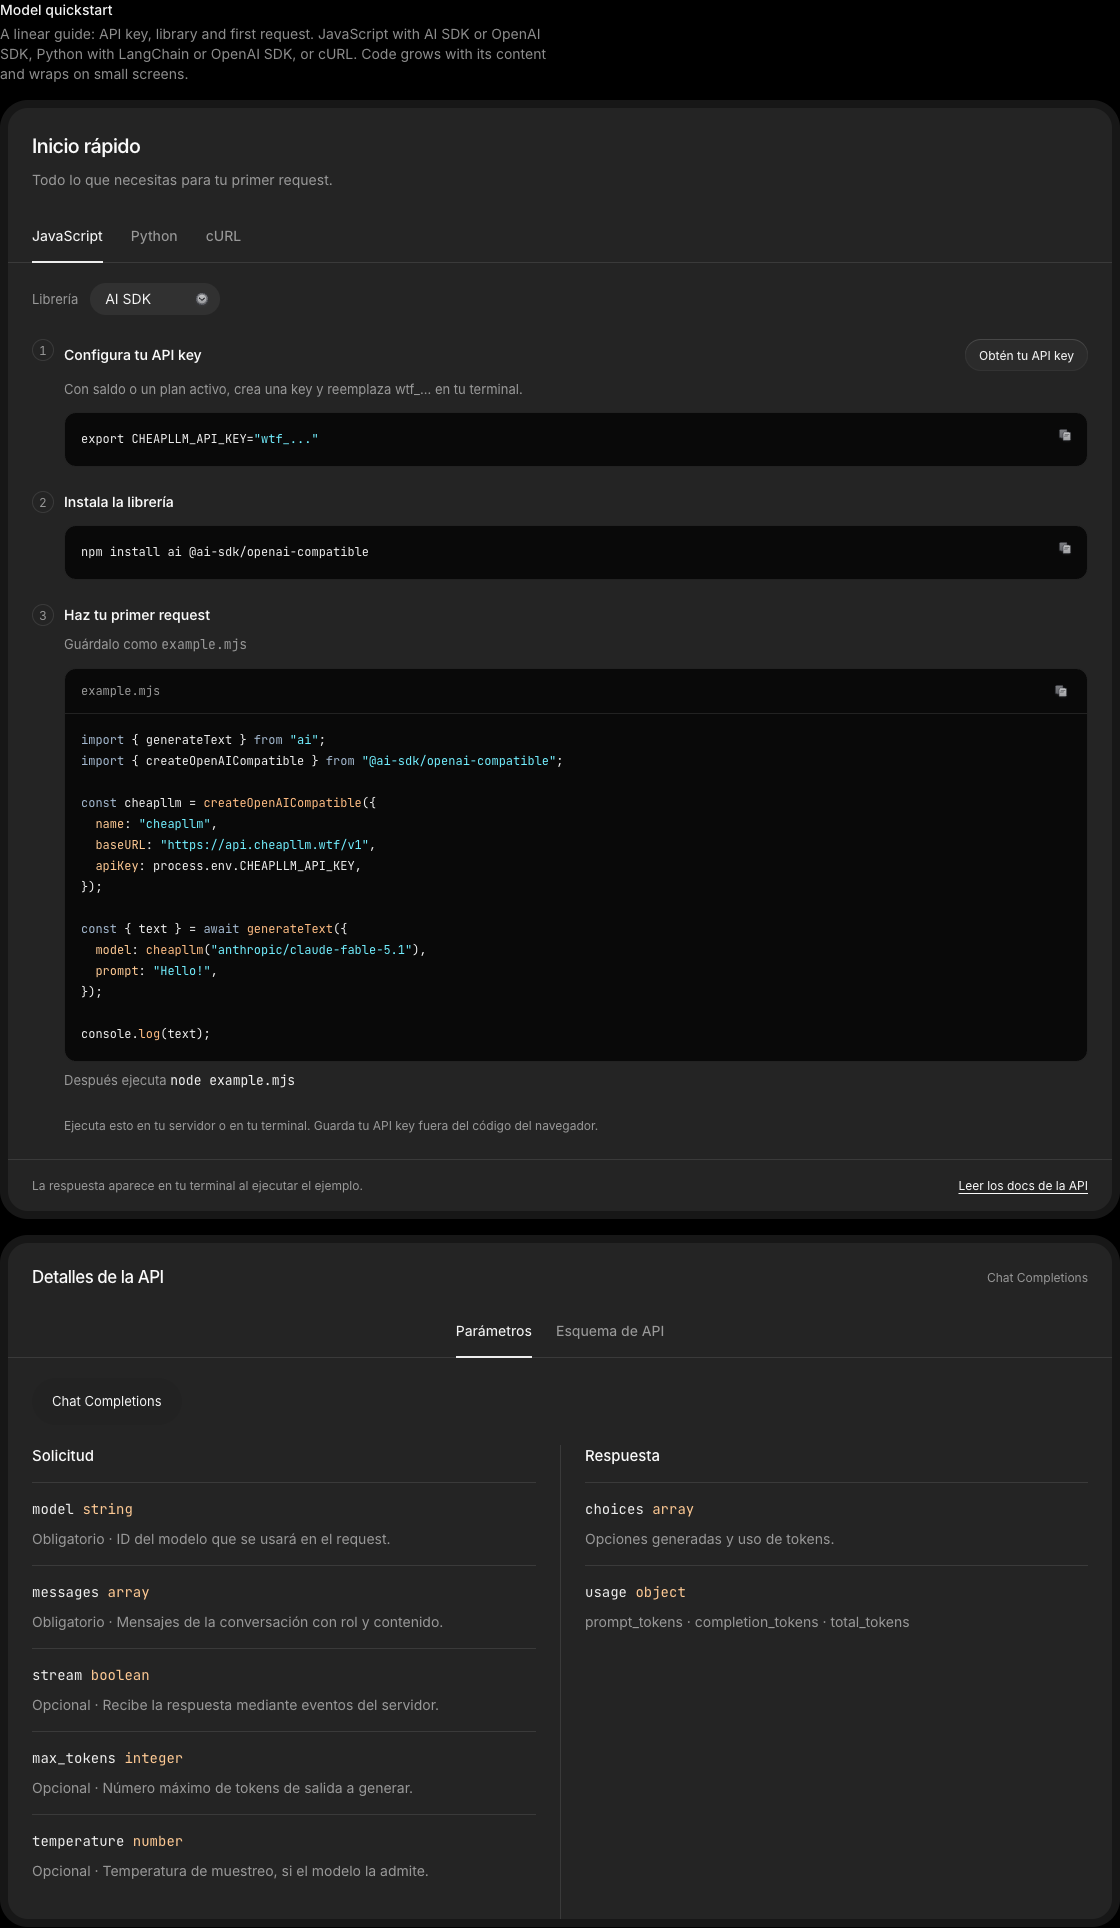 Model quickstart
A linear guide: API key, library and first request. JavaScript with AI SDK or OpenAI
SDK, Python with LangChain or OpenAI SDK, or cURL. Code grows with its content
and wraps on small screens.
Inicio rápido
Todo lo que necesitas para tu primer request.
JavaScript Python cURL
Librería AI SDK
1 Configura tu API key Obtén tu API key
Con saldo o un plan activo, crea una key y reemplaza wtf_... en tu terminal.
export CHEAPLLM_API_KEY="wtf_..."
2 Instala la librería
npm install ai @ai-sdk/openai-compatible
3 Haz tu primer request
Guárdalo como example.mjs
example.mjs
import { generateText } from "ai";
import { createOpenAICompatible } from "@ai-sdk/openai-compatible";
const cheapllm = createOpenAICompatible({
  name: "cheapllm",
  baseURL: "https://api.cheapllm.wtf/v1",
  apiKey: process.env.CHEAPLLM_API_KEY,
});
const { text } = await generateText({
  model: cheapllm("anthropic/claude-fable-5.1"),
  prompt: "Hello!",
});
console.log(text);
Después ejecuta node example.mjs
Ejecuta esto en tu servidor o en tu terminal. Guarda tu API key fuera del código del navegador.
La respuesta aparece en tu terminal al ejecutar el ejemplo. Leer los docs de la API
Detalles de la API Chat Completions
Parámetros Esquema de API
Chat Completions
Solicitud
model string
Obligatorio · ID del modelo que se usará en el request.
messages array
Obligatorio · Mensajes de la conversación con rol y contenido.
stream boolean
Opcional · Recibe la respuesta mediante eventos del servidor.
max_tokens integer
Opcional · Número máximo de tokens de salida a generar.
temperature number
Opcional · Temperatura de muestreo, si el modelo la admite.
Respuesta
choices array
Opciones generadas y uso de tokens.
usage object
prompt_tokens · completion_tokens · total_tokens